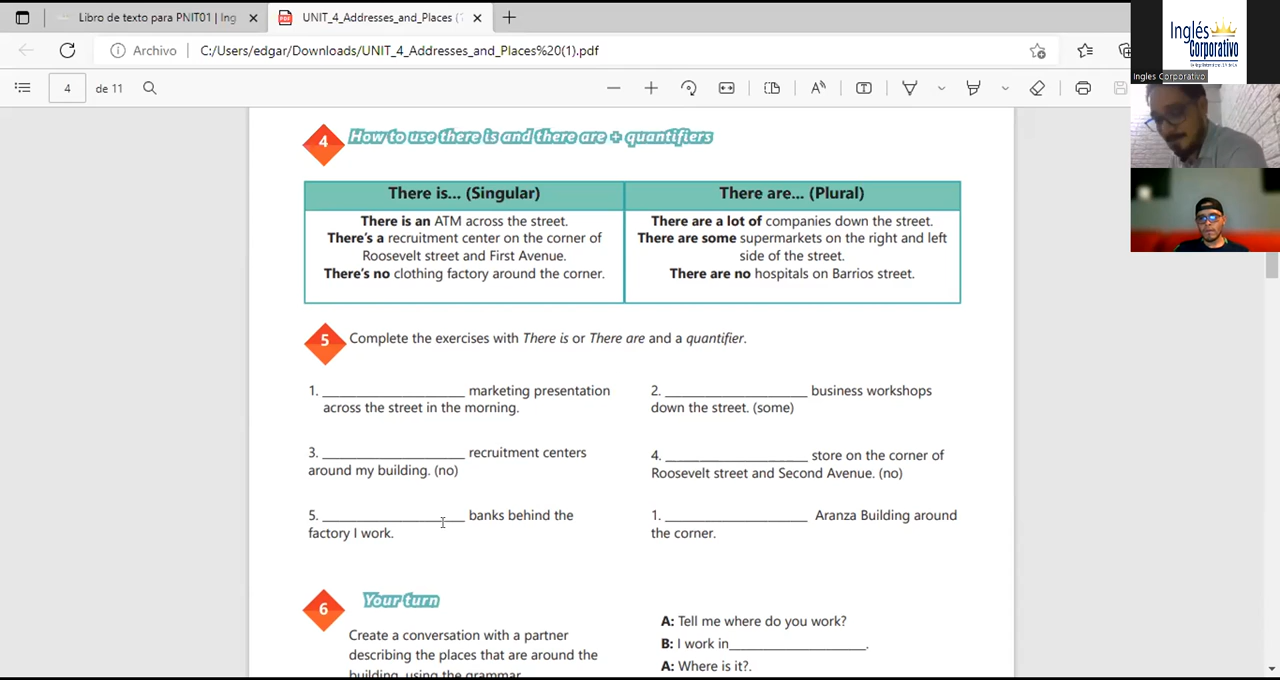 Libro de texto para PNIT01 | Ing
UNIT_4_Addresses_and_Places (
Archivo
C:/Users/edgar/Downloads/UNIT_4_Addresses_and_Places%20(1).pdf
4
de 11
Inglés
Corporativo
Ingles Corporativo
4
How to use there is and there are + quantifiers
There is... (Singular)
There is an ATM across the street.
There's a recruitment center on the corner of
Roosevelt street and First Avenue.
There's no clothing factory around the corner.
There are... (Plural)
There are a lot of companies down the street.
There are some supermarkets on the right and left
side of the street.
There are no hospitals on Barrios street.
5
Complete the exercises with There is or There are and a quantifier.
1. ____________________ marketing presentation
across the street in the morning.
2. ____________________ business workshops
down the street. (some)
3. ____________________ recruitment centers
around my building. (no)
4. ____________________ store on the corner of
Roosevelt street and Second Avenue. (no)
5. ____________________ banks behind the
factory I work.
1. ____________________ Aranza Building around
the corner.
6
Your turn
Create a conversation with a partner
describing the places that are around the
building, using the grammar
A: Tell me where do you work?
B: I work in____________________.
A: Where is it?.